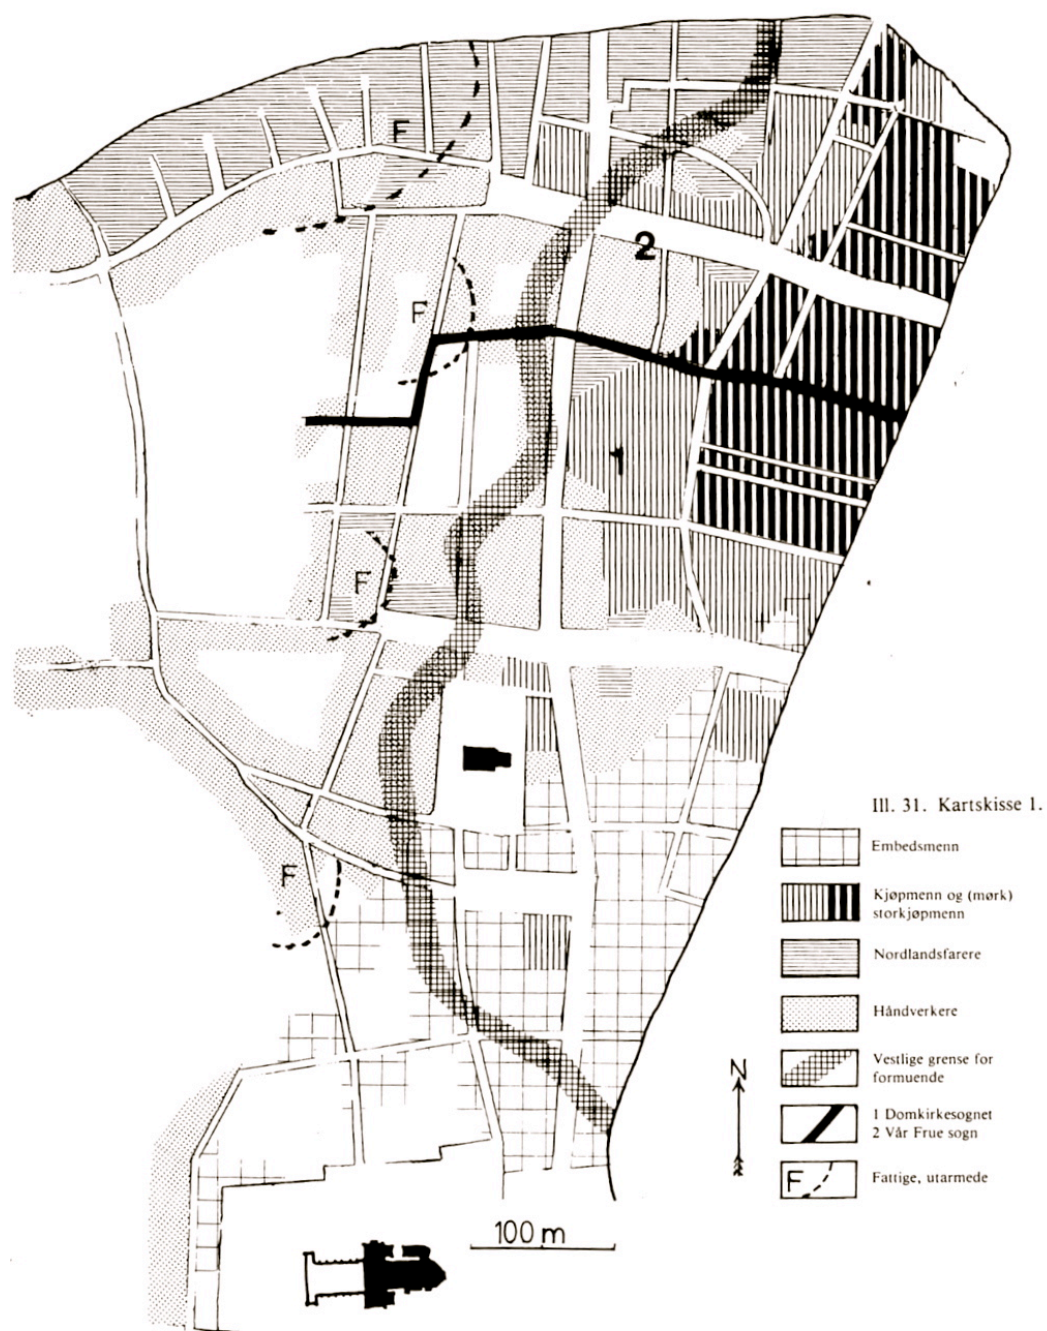 F
2
F
1
F
F
Ill. 31. Kartskisse 1.
Embedsmenn
Kjøpmenn og (mørk)
storkjøpmenn
Nordlandsfarere
Håndverkere
Vestlige grense for
formuende
1 Domkirkesognet
2 Vår Frue sogn
F
Fattige, utarmede
N
100 m